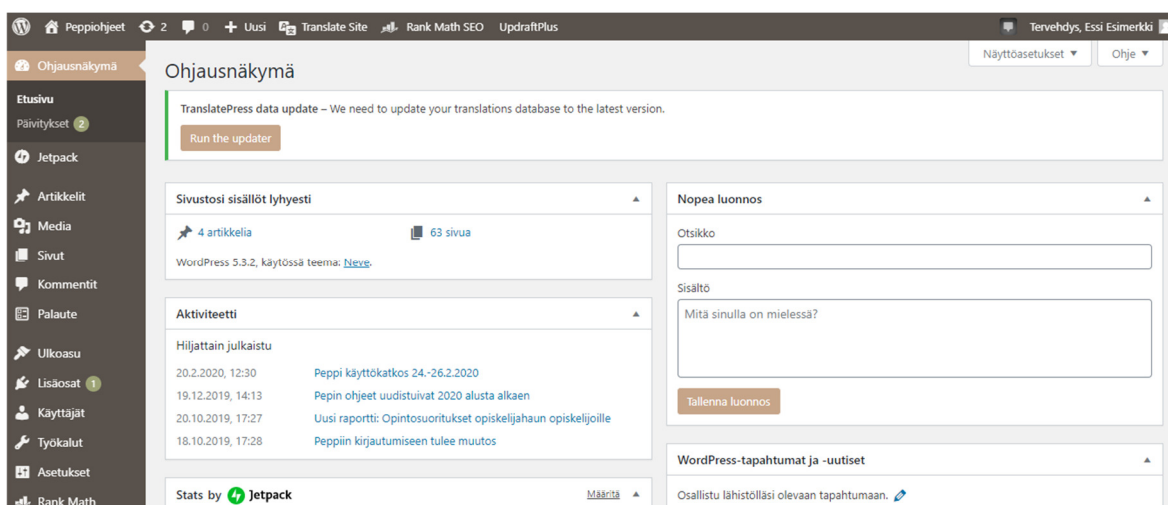 Peppiohjeet 2 0 Uusi Translate Site Rank Math SEO UpdraftPlus Tervehdys, Essi Esimerkki
Näyttöasetukset Ohje
Ohjausnäkymä
Etusivu
Päivitykset 2
Jetpack
Artikkelit
Media
Sivut
Kommentit
Palaute
Ulkoasu
Lisäosat 1
Käyttäjät
Työkalut
Asetukset
Rank Math
Ohjausnäkymä
TranslatePress data update – We need to update your translations database to the latest version.
Run the updater
Sivustosi sisällöt lyhyesti
4 artikkelia 63 sivua
WordPress 5.3.2, käytössä teema: Neve.
Aktiviteetti
Hiljattain julkaistu
20.2.2020, 12:30 Peppi käyttökatkos 24.-26.2.2020
19.12.2019, 14:13 Pepin ohjeet uudistuivat 2020 alusta alkaen
20.10.2019, 17:27 Uusi raportti: Opintosuoritukset opiskelijahaun opiskelijoille
18.10.2019, 17:28 Peppiin kirjautumiseen tulee muutos
Stats by Jetpack Määritä
Nopea luonnos
Otsikko
Sisältö
Mitä sinulla on mielessä?
Tallenna luonnos
WordPress-tapahtumat ja -uutiset
Osallistu lähistölläsi olevaan tapahtumaan.